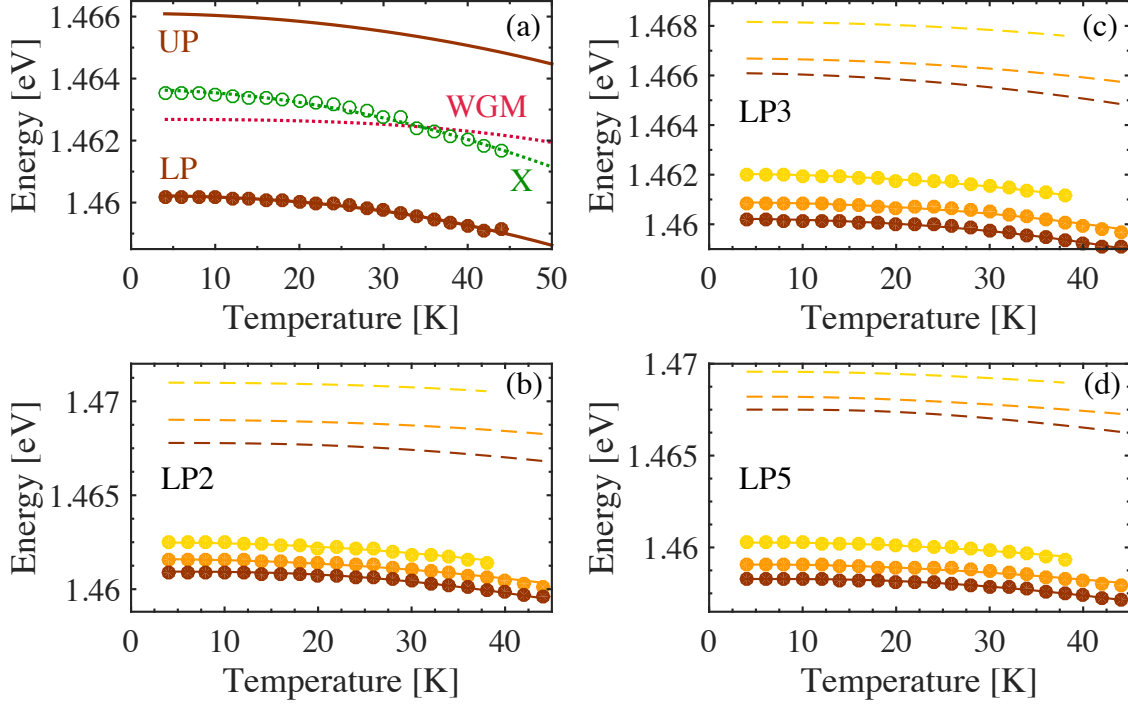 (a)
UP
WGM
X
LP
Energy [eV]
1.466
1.464
1.462
1.46
0 10 20 30 40 50
Temperature [K]
(c)
LP3
Energy [eV]
1.468
1.466
1.464
1.462
1.46
0 10 20 30 40
Temperature [K]
(b)
LP2
Energy [eV]
1.47
1.465
1.46
0 10 20 30 40
Temperature [K]
(d)
LP5
Energy [eV]
1.47
1.465
1.46
0 10 20 30 40
Temperature [K]